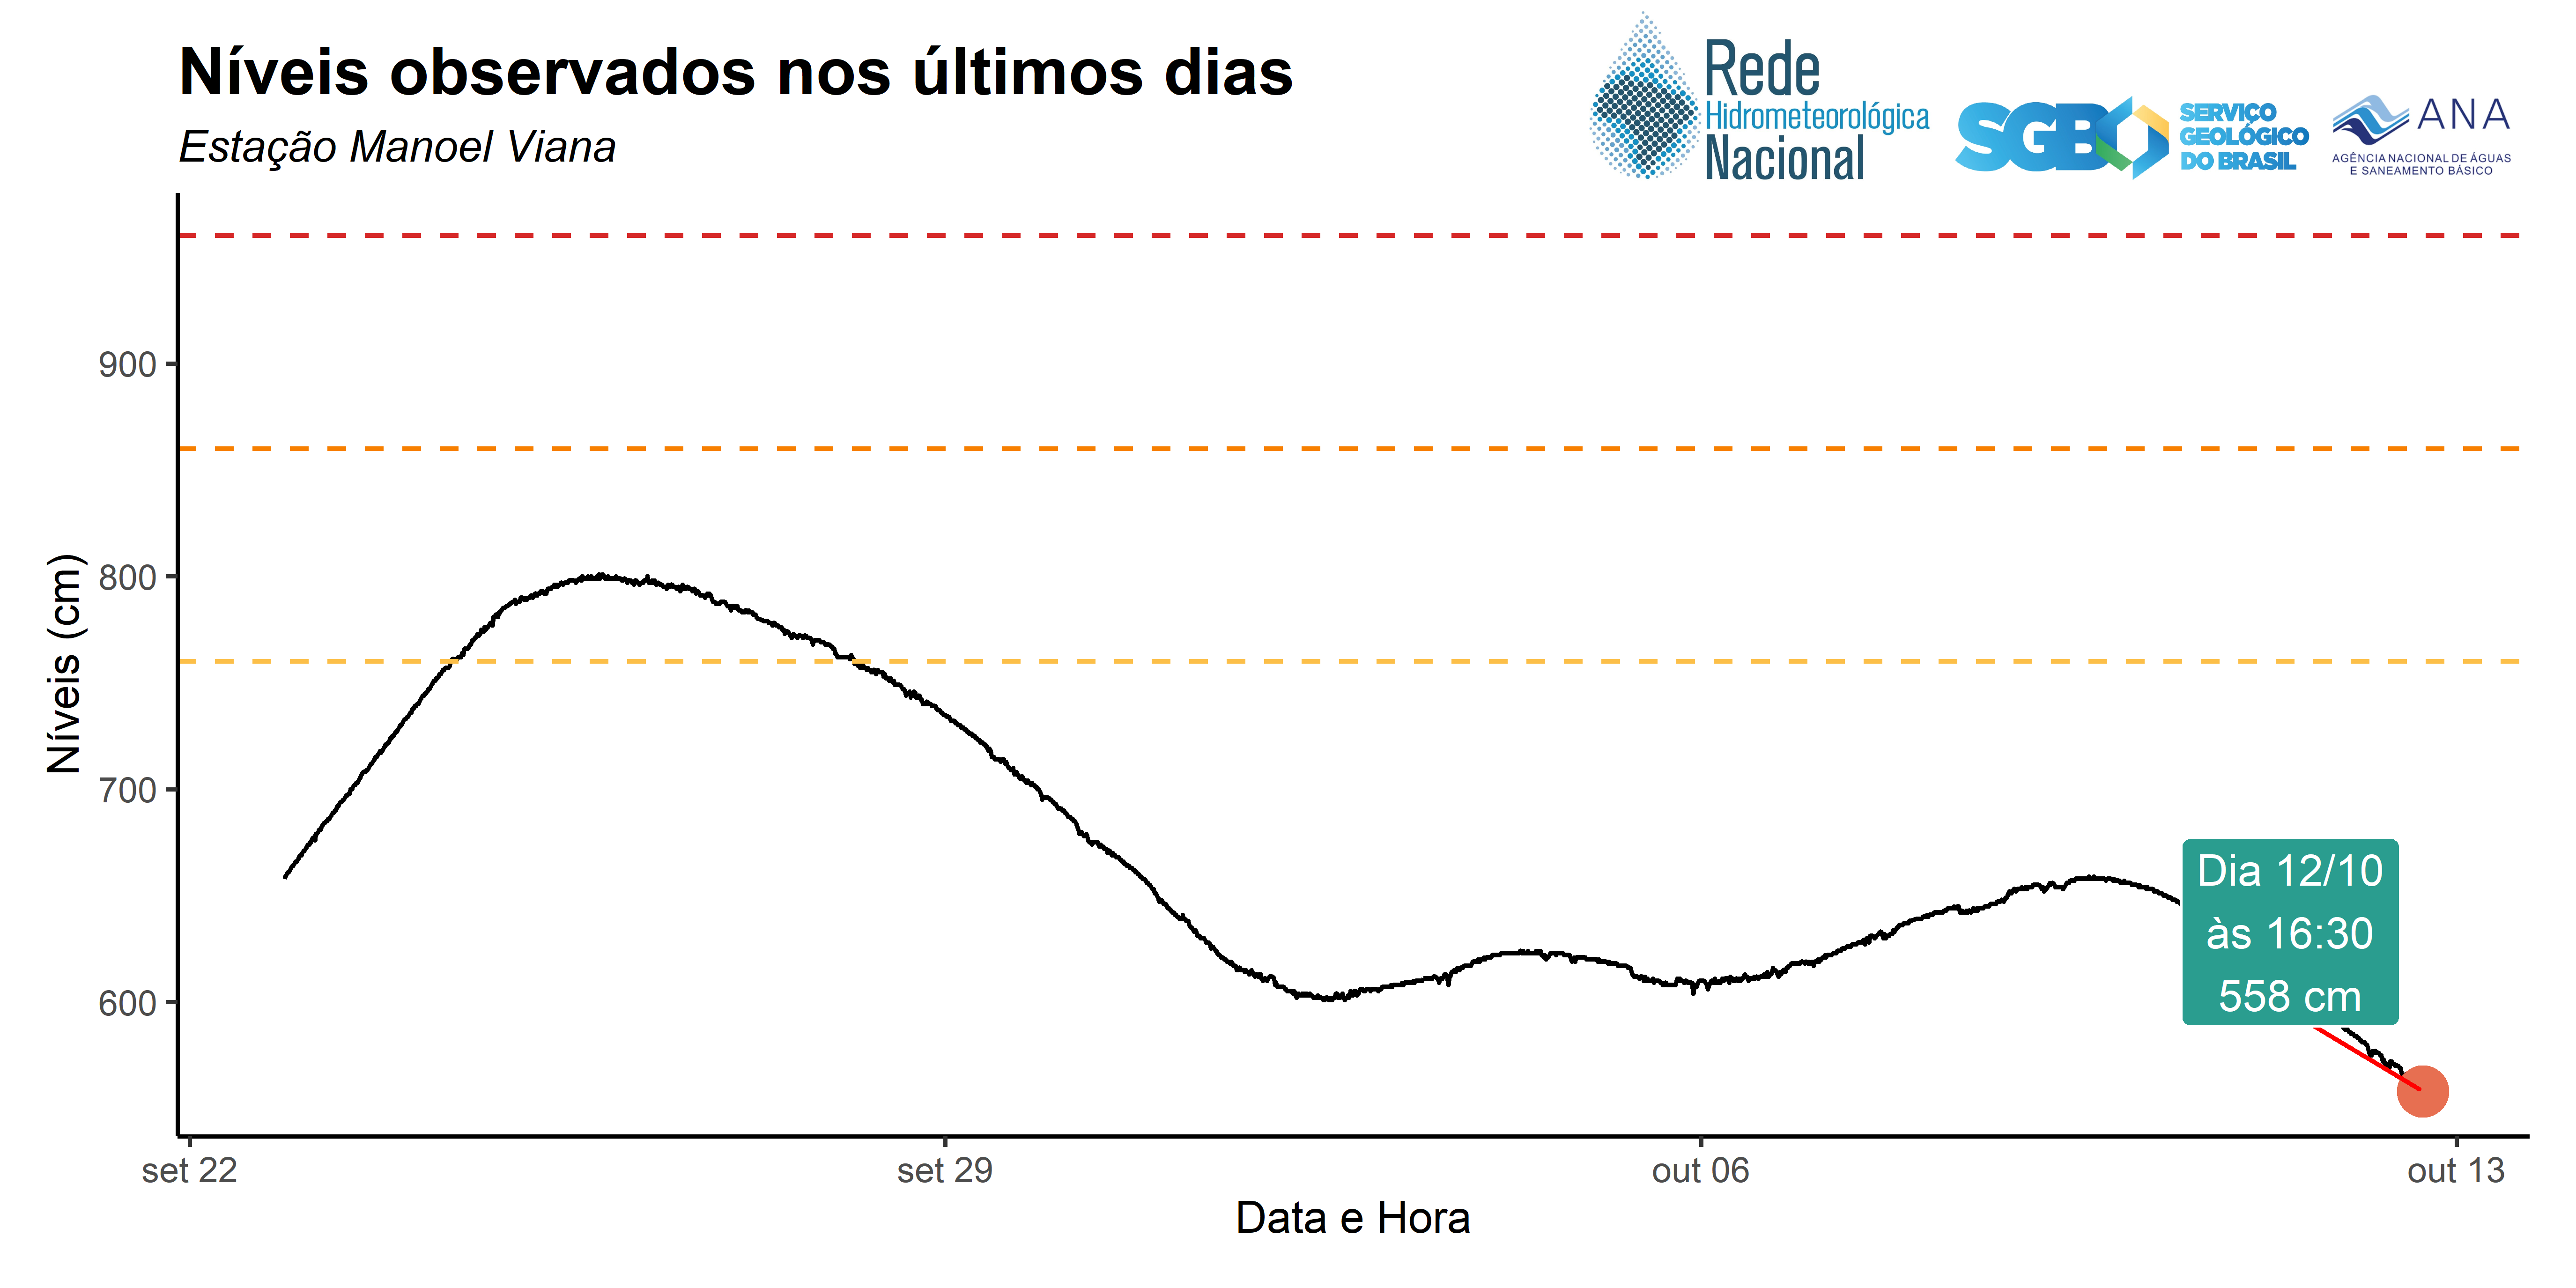 Níveis observados nos últimos dias
Estação Manoel Viana
Rede
Hidrometeorológica
Nacional
SGB
SERVIÇO
GEOLÓGICO
DO BRASIL
ANA
AGÊNCIA NACIONAL DE ÁGUAS
E SANEAMENTO BÁSICO
Níveis (cm)
900
800
700
600
Dia 12/10
às 16:30
558 cm
set 22
set 29
out 06
out 13
Data e Hora